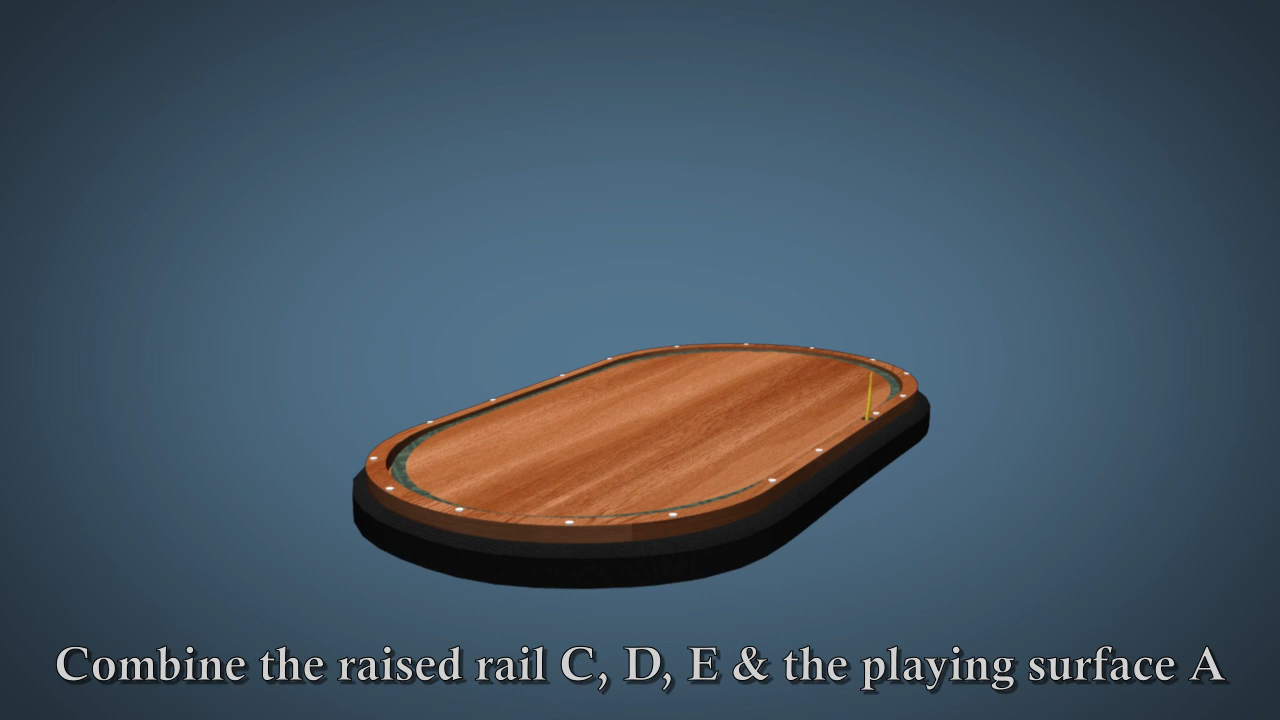 Combine the raised rail C, D, E & the playing surface A